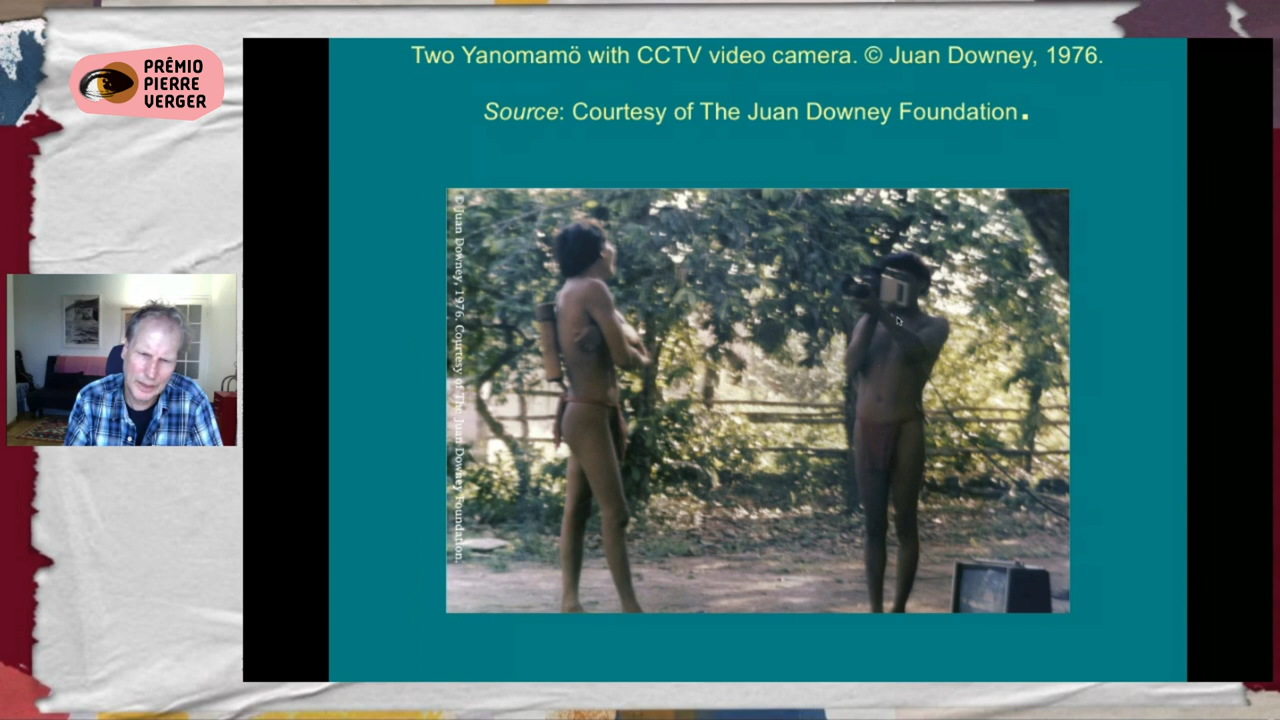 PRÊMIO
PIERRE
VERGER
Two Yanomamö with CCTV video camera. © Juan Downey, 1976.
Source: Courtesy of The Juan Downey Foundation.
© Juan Downey, 1976. Courtesy of The Juan Downey Foundation.